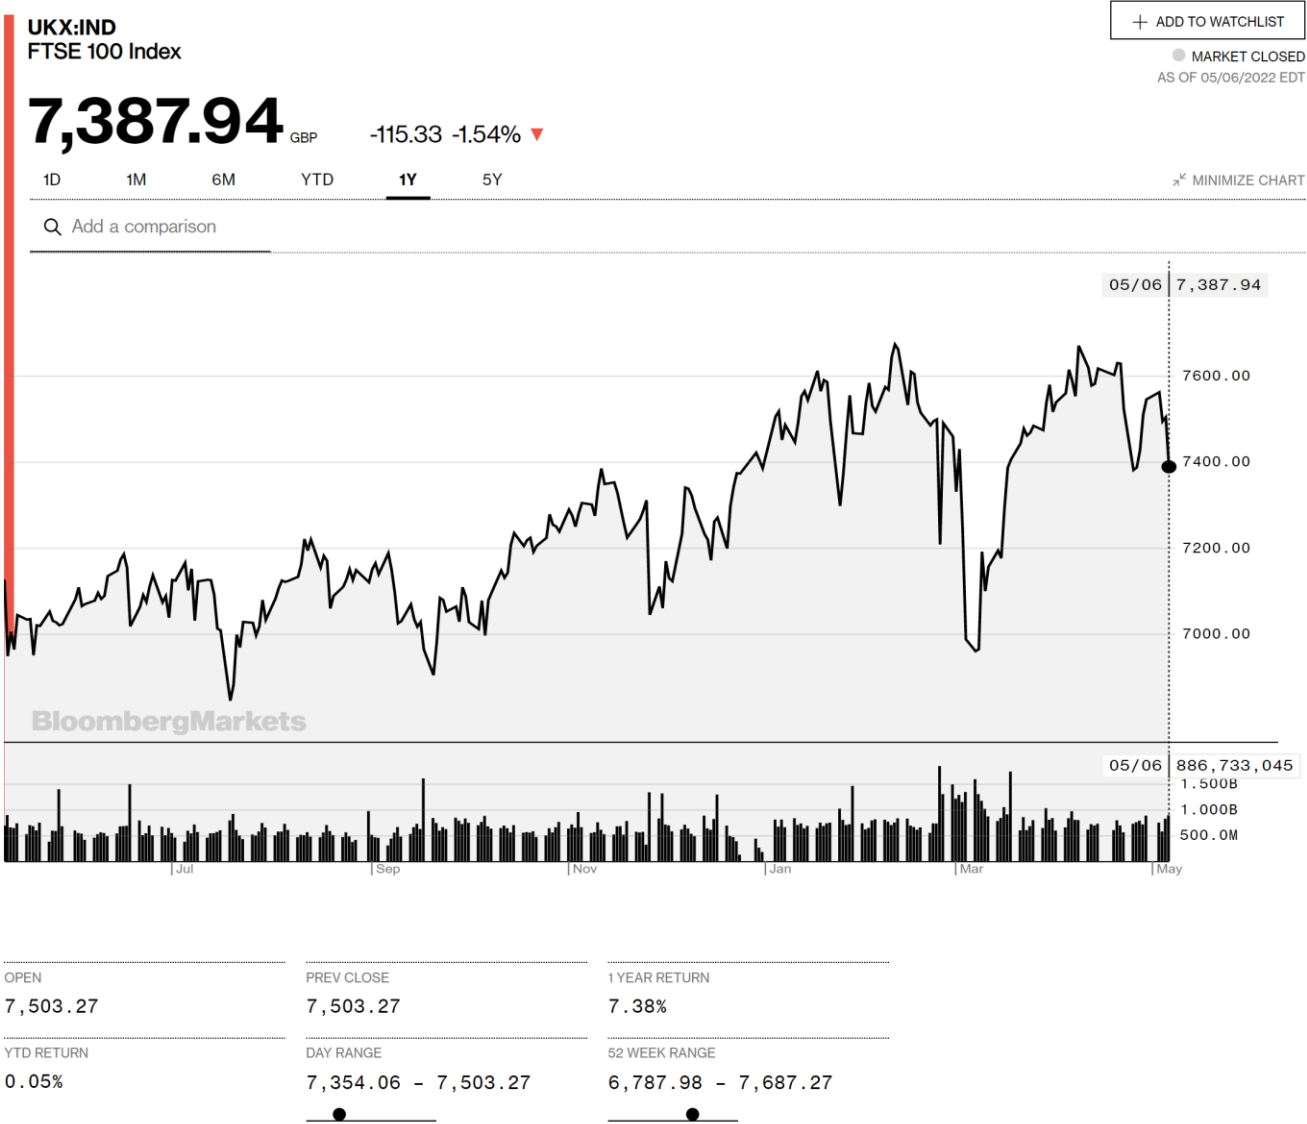 UKX:IND
FTSE 100 Index
+ ADD TO WATCHLIST
MARKET CLOSED
AS OF 05/06/2022 EDT
7,387.94 GBP -115.33 -1.54% ▼
1D 1M 6M YTD 1Y 5Y
MINIMIZE CHART
Add a comparison
05/06 7,387.94
7600.00
7400.00
7200.00
7000.00
BloombergMarkets
05/06 886,733,045
1.500B
1.000B
500.0M
Jul Sep Nov Jan Mar May
OPEN PREV CLOSE 1 YEAR RETURN
7,503.27 7,503.27 7.38%
YTD RETURN DAY RANGE 52 WEEK RANGE
0.05% 7,354.06 – 7,503.27 6,787.98 – 7,687.27